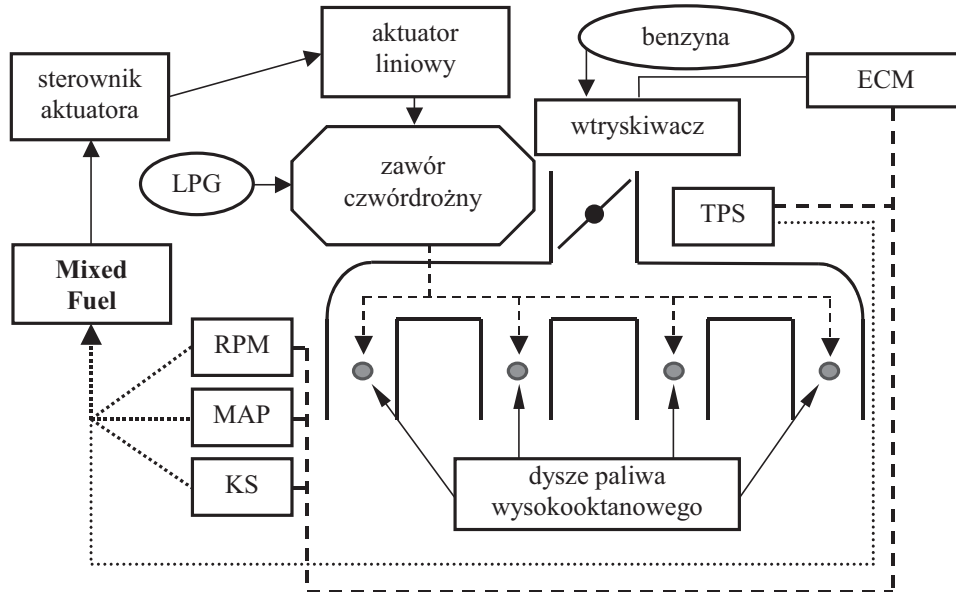 aktuator
liniowy
benzyna
sterownik
aktuatora
ECM
wtryskiwacz
zawór
czwórdrożny
LPG
TPS
Mixed
Fuel
RPM
MAP
KS
dysze paliwa
wysokooktanowego